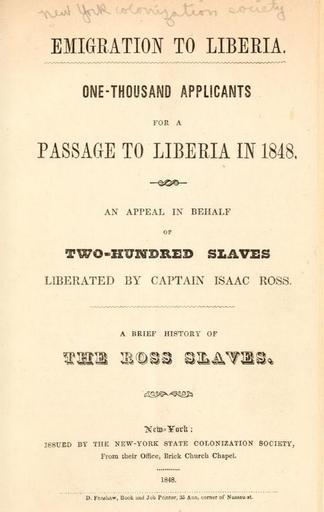 New York colonization society
EMIGRATION TO LIBERIA.
ONE-THOUSAND APPLICANTS
FOR A
PASSAGE TO LIBERIA IN 1848.
AN APPEAL IN BEHALF
OF
TWO-HUNDRED SLAVES
LIBERATED BY CAPTAIN ISAAC ROSS.
A BRIEF HISTORY OF
THE ROSS SLAVES.
New-York:
ISSUED BY THE NEW-YORK STATE COLONIZATION SOCIETY,
From their Office, Brick Church Chapel.
1848.
D. Fanshaw, Book and Job Printer, 35 Ann, corner of Nassau-st.